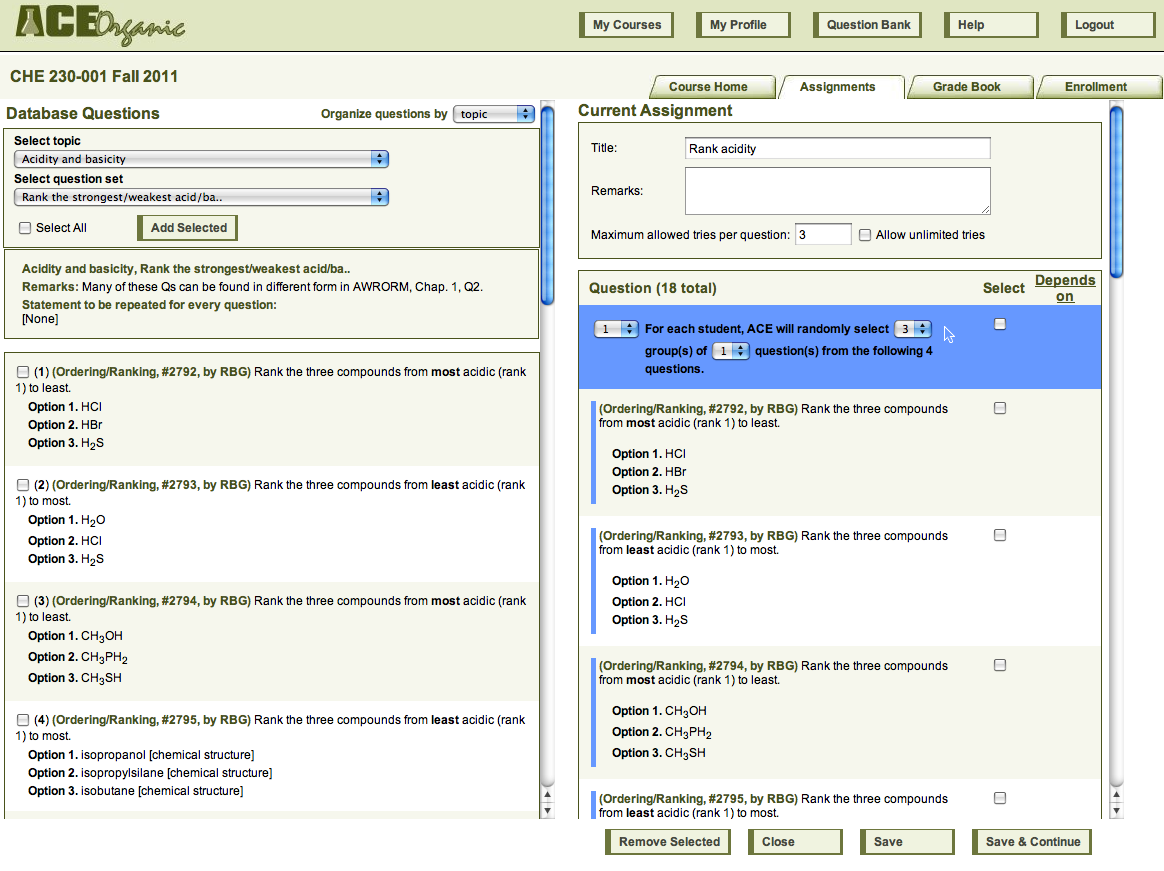 ACE Organic
My Courses
My Profile
Question Bank
Help
Logout
CHE 230-001 Fall 2011
Course Home
Assignments
Grade Book
Enrollment
Database Questions
Organize questions by topic
Select topic
Acidity and basicity
Select question set
Rank the strongest/weakest acid/ba..
Select All
Add Selected
Acidity and basicity, Rank the strongest/weakest acid/ba..
Remarks: Many of these Qs can be found in different form in AWRORM, Chap. 1, Q2.
Statement to be repeated for every question:
[None]
(1) (Ordering/Ranking, #2792, by RBG) Rank the three compounds from most acidic (rank
1) to least.
Option 1. HCl
Option 2. HBr
Option 3. H₂S
(2) (Ordering/Ranking, #2793, by RBG) Rank the three compounds from least acidic (rank
1) to most.
Option 1. H₂O
Option 2. HCl
Option 3. H₂S
(3) (Ordering/Ranking, #2794, by RBG) Rank the three compounds from most acidic (rank
1) to least.
Option 1. CH₃OH
Option 2. CH₃PH₂
Option 3. CH₃SH
(4) (Ordering/Ranking, #2795, by RBG) Rank the three compounds from least acidic (rank
1) to most.
Option 1. isopropanol [chemical structure]
Option 2. isopropylsilane [chemical structure]
Option 3. isobutane [chemical structure]
Current Assignment
Title: Rank acidity
Remarks:
Maximum allowed tries per question: 3 Allow unlimited tries
Question (18 total)
Select
Depends
on
1 For each student, ACE will randomly select 3
group(s) of 1 question(s) from the following 4
questions.
(Ordering/Ranking, #2792, by RBG) Rank the three compounds
from most acidic (rank 1) to least.
Option 1. HCl
Option 2. HBr
Option 3. H₂S
(Ordering/Ranking, #2793, by RBG) Rank the three compounds
from least acidic (rank 1) to most.
Option 1. H₂O
Option 2. HCl
Option 3. H₂S
(Ordering/Ranking, #2794, by RBG) Rank the three compounds
from most acidic (rank 1) to least.
Option 1. CH₃OH
Option 2. CH₃PH₂
Option 3. CH₃SH
(Ordering/Ranking, #2795, by RBG) Rank the three compounds
from least acidic (rank 1) to most.
Remove Selected
Close
Save
Save & Continue